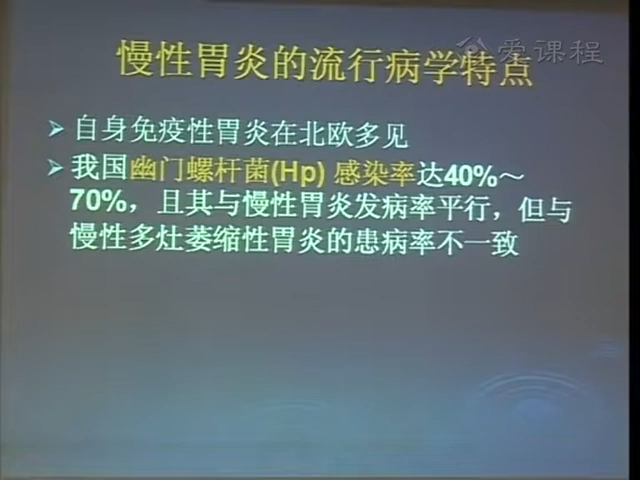 爱课程
慢性胃炎的流行病学特点
➢ 自身免疫性胃炎在北欧多见
➢ 我国幽门螺杆菌(Hp) 感染率达40%～
70%，且其与慢性胃炎发病率平行，但与
慢性多灶萎缩性胃炎的患病率不一致